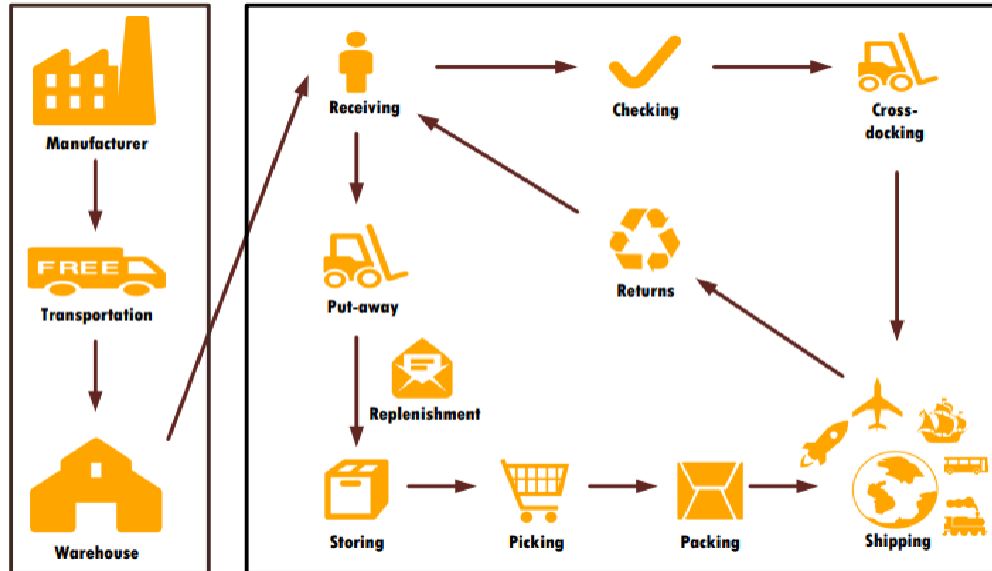 Manufacturer
FREE
Transportation
Warehouse
Receiving
Checking
Cross-
docking
Put-away
Returns
Replenishment
Storing
Picking
Packing
Shipping